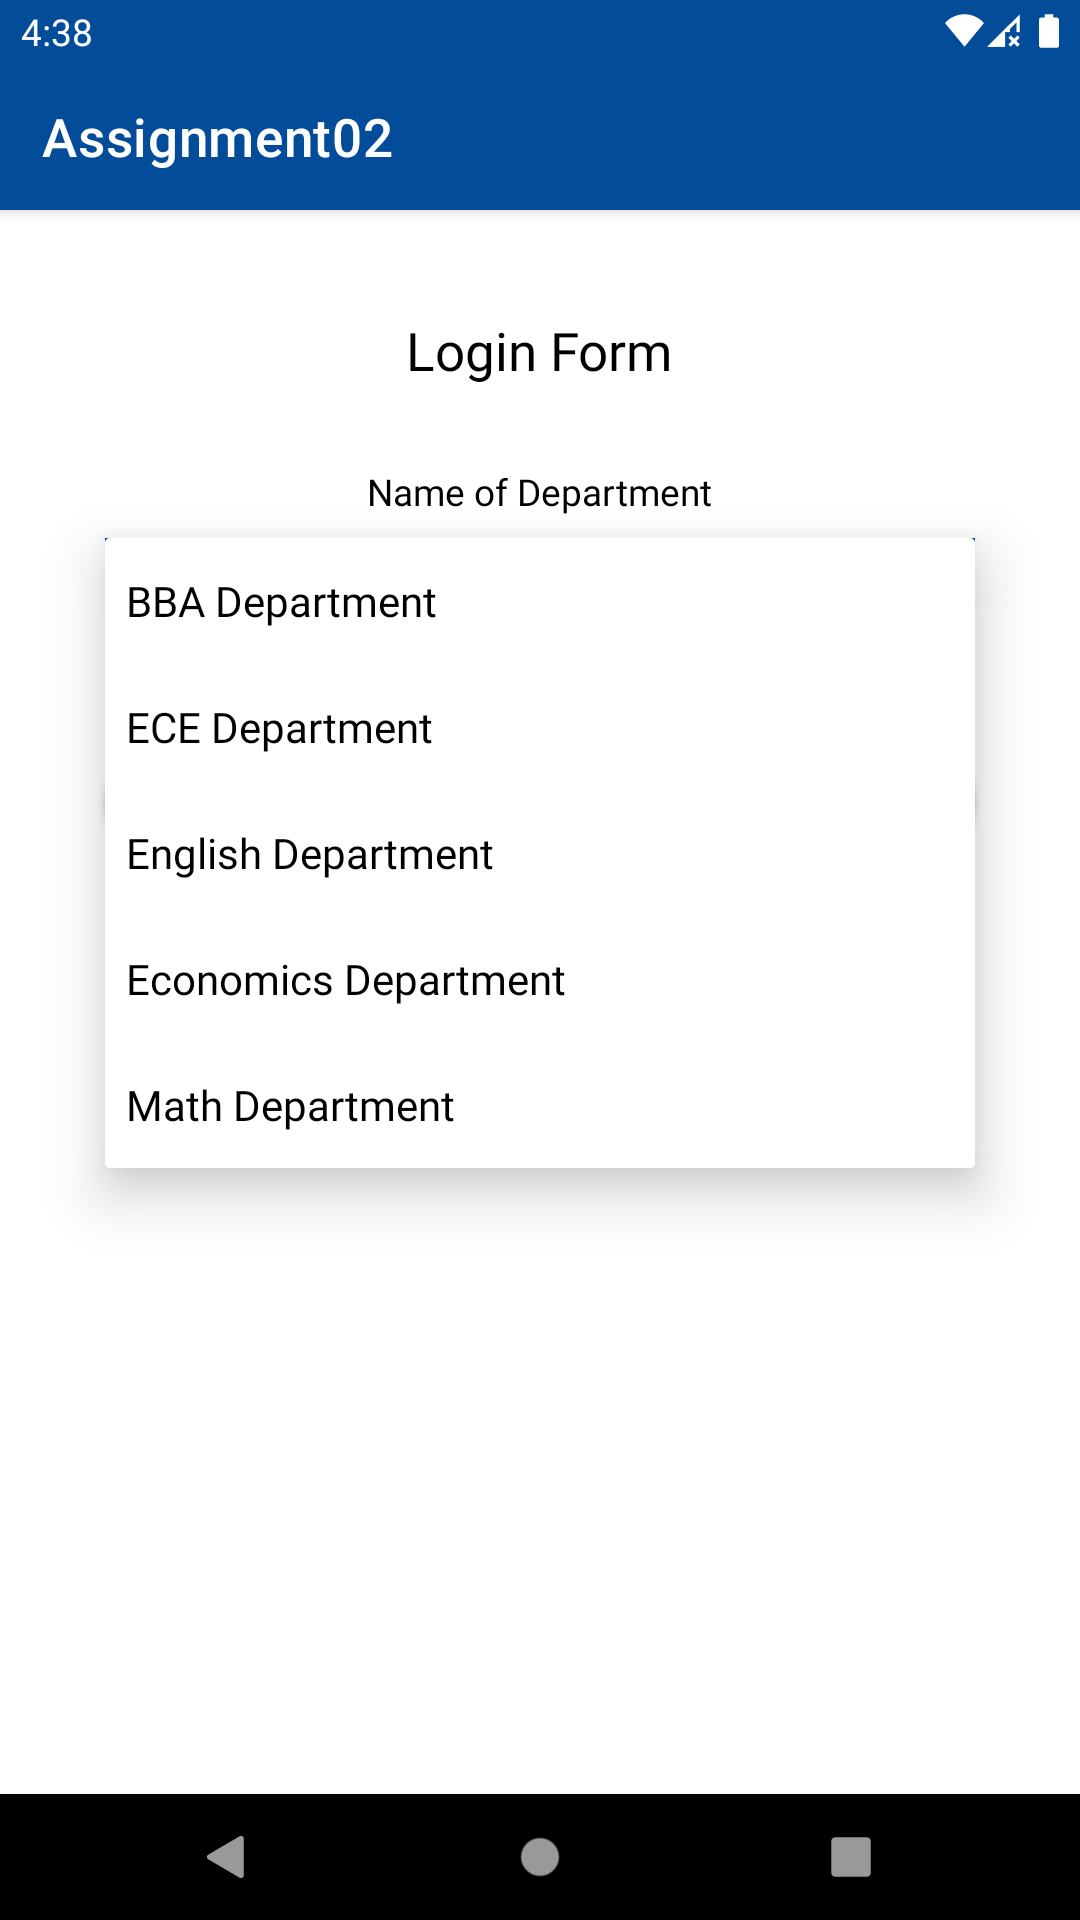 4:38
Assignment02
Login Form
Name of Department
BBA Department
ECE Department
English Department
Economics Department
Math Department